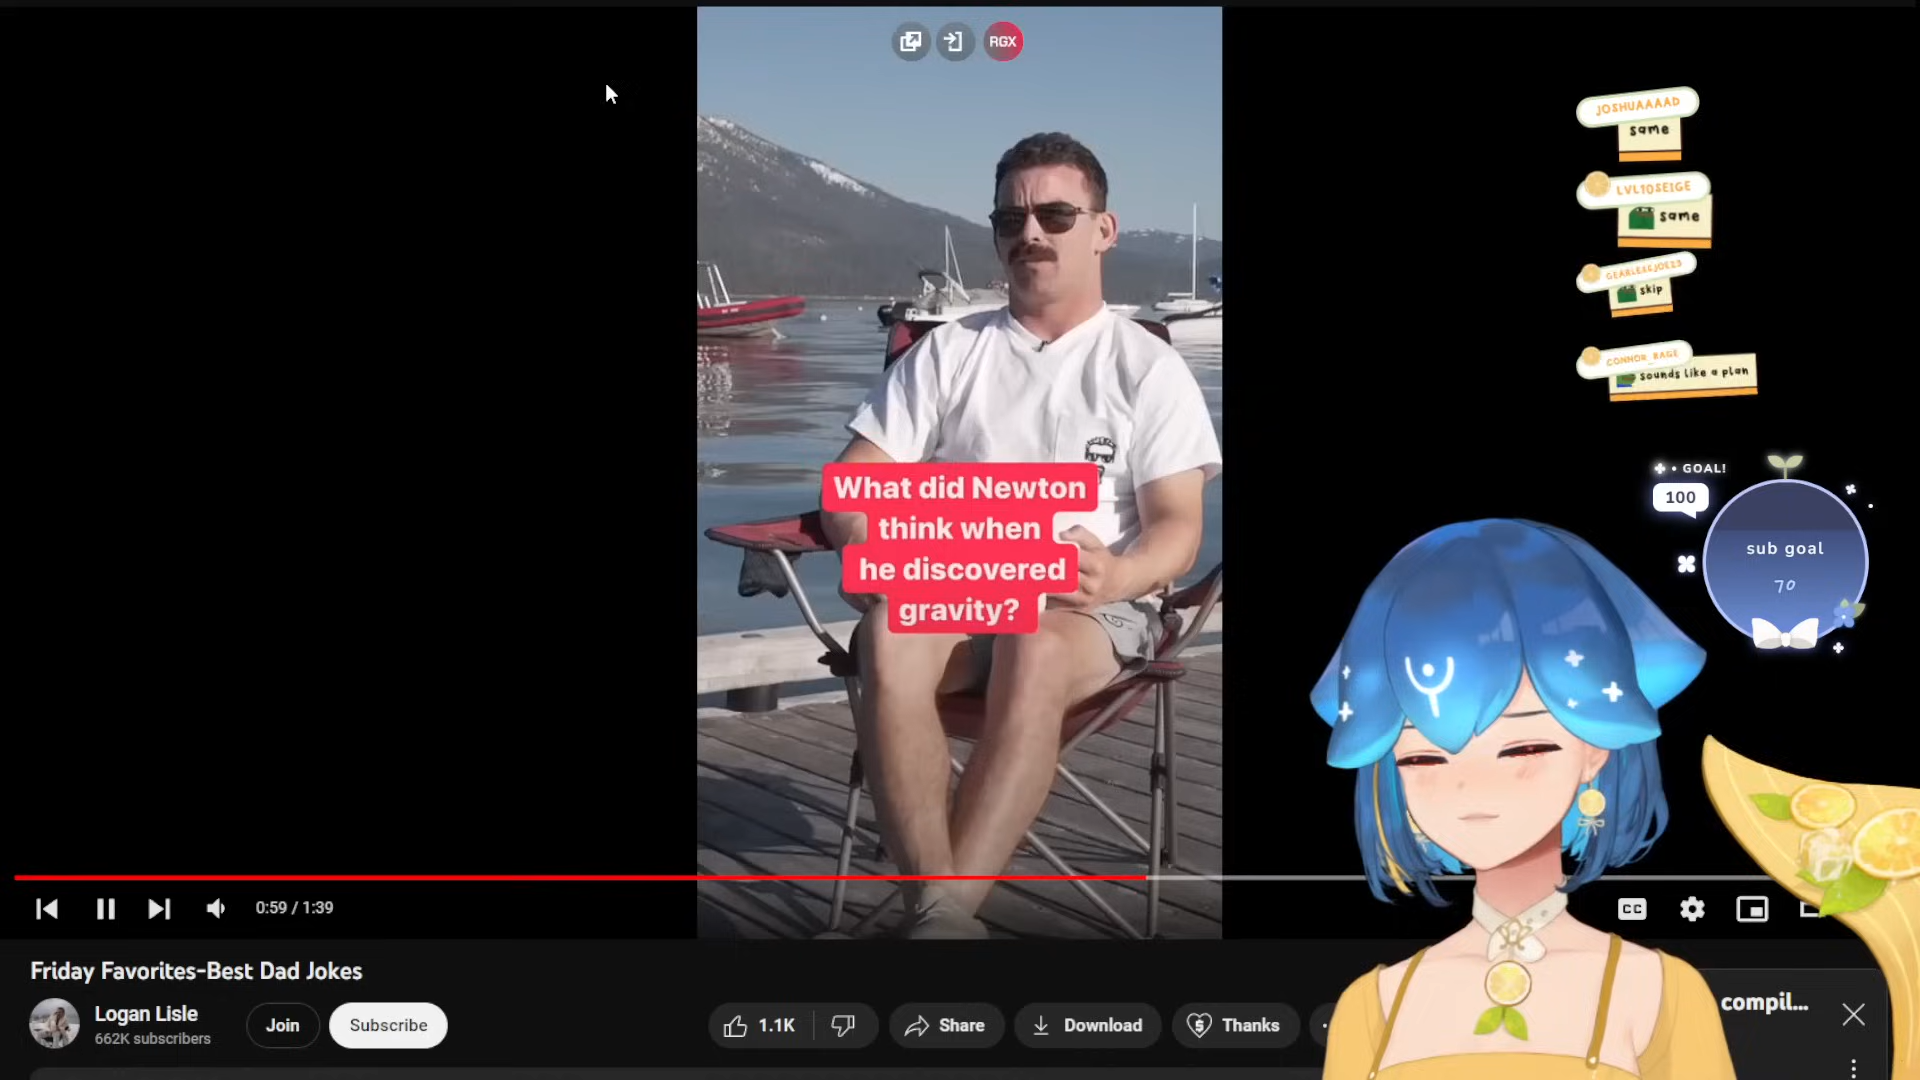 RGX
JOSHUAAAAD
same
LVL10SEIGE
same
GEARLEGGJOE23
skip
CONNOR_BAGE
sounds like a plan
GOAL!
100
sub goal
70
What did Newton
think when
he discovered
gravity?
0:59 / 1:39
CC
Friday Favorites-Best Dad Jokes
Logan Lisle
662K subscribers
Join
Subscribe
1.1K
Share
Download
Thanks
compil...